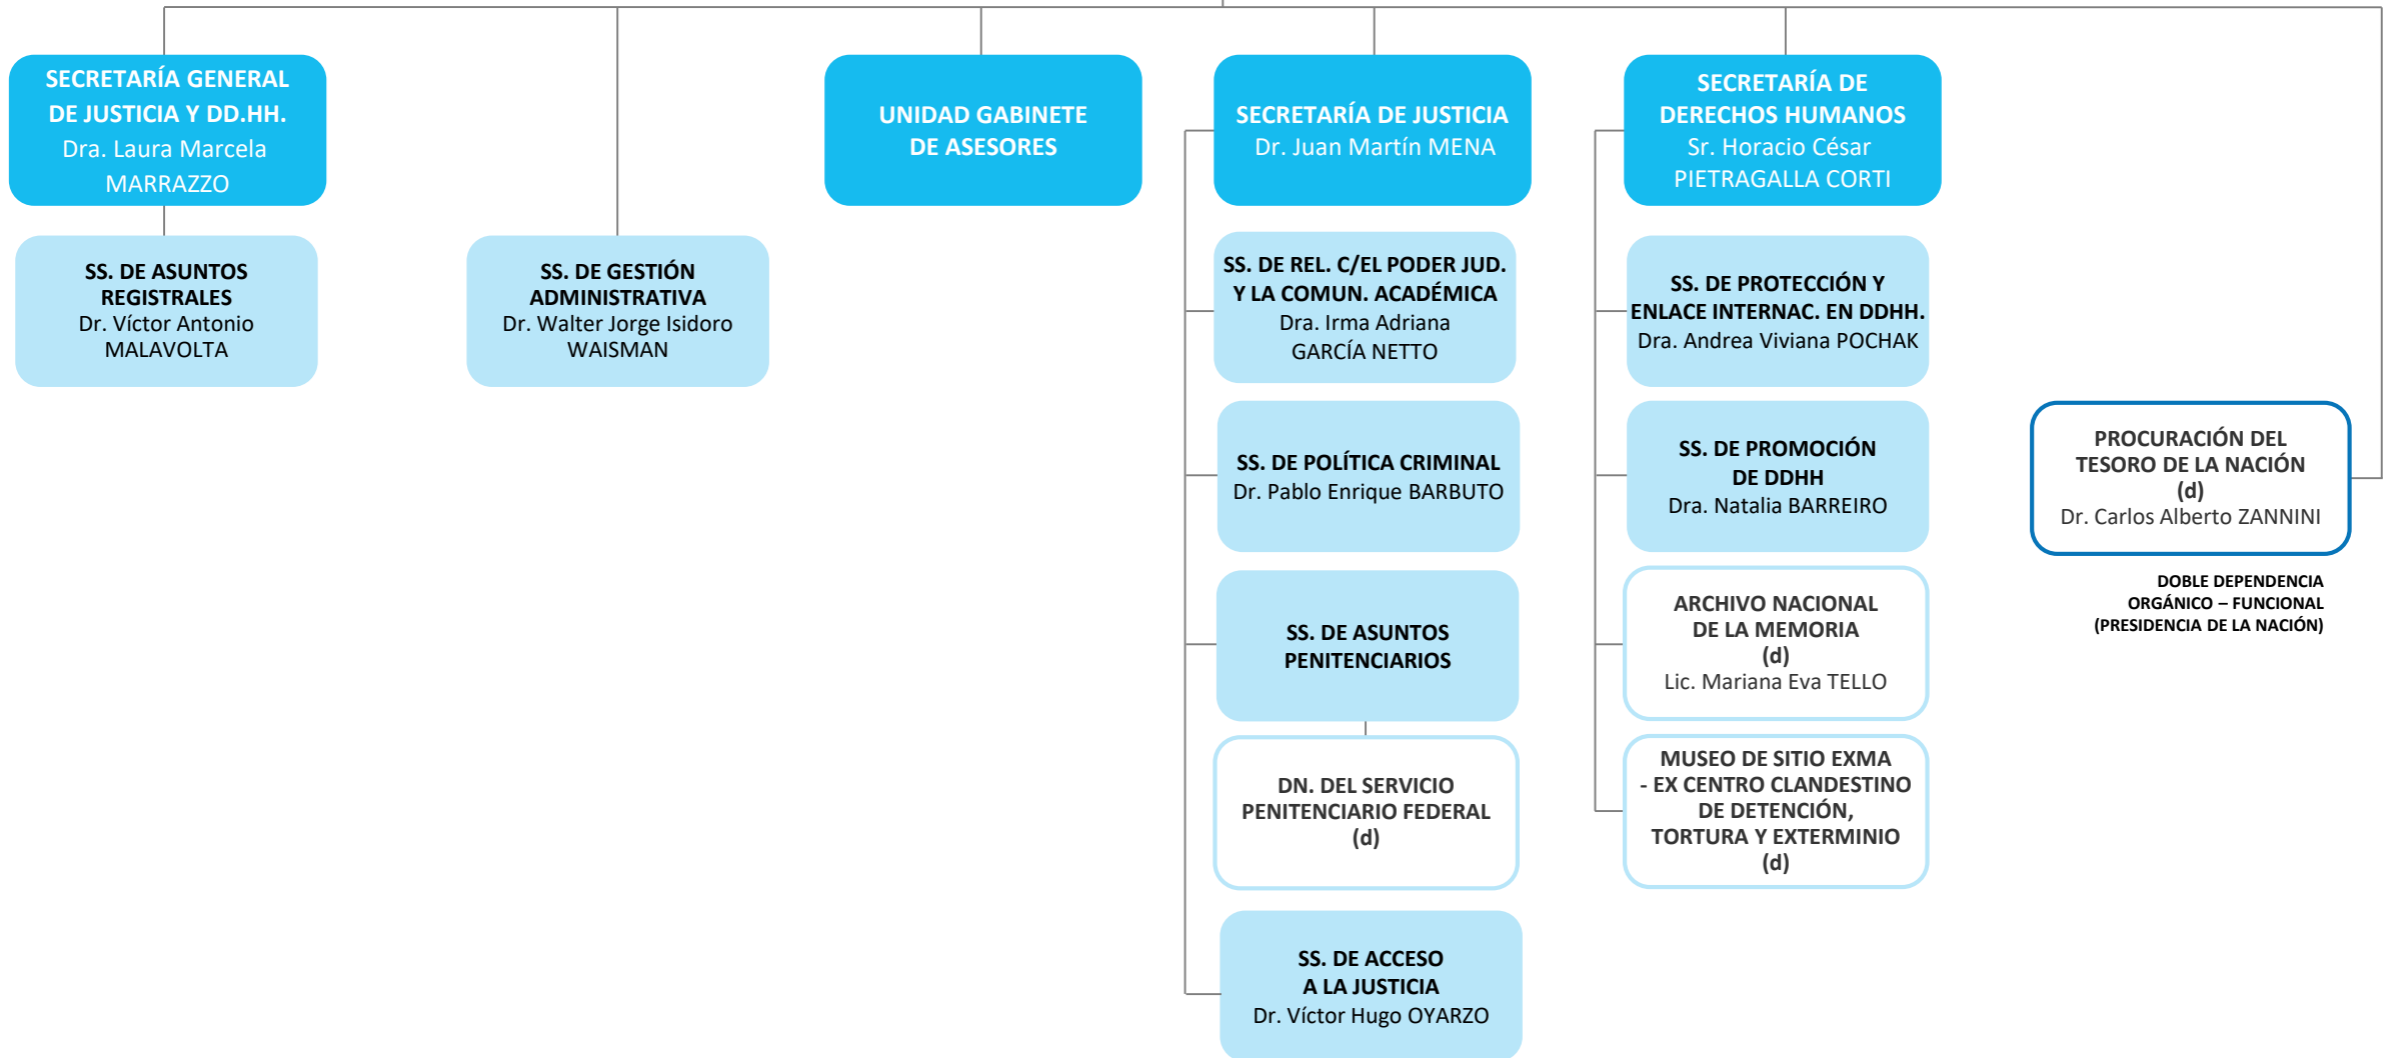 SECRETARÍA GENERAL
DE JUSTICIA Y DD.HH.
Dra. Laura Marcela
MARRAZZO
SS. DE ASUNTOS
REGISTRALES
Dr. Víctor Antonio
MALAVOLTA
SS. DE GESTIÓN
ADMINISTRATIVA
Dr. Walter Jorge Isidoro
WAISMAN
UNIDAD GABINETE
DE ASESORES
SECRETARÍA DE JUSTICIA
Dr. Juan Martín MENA
SS. DE REL. C/EL PODER JUD.
Y LA COMUN. ACADÉMICA
Dra. Irma Adriana
GARCÍA NETTO
SS. DE POLÍTICA CRIMINAL
Dr. Pablo Enrique BARBUTO
SS. DE ASUNTOS
PENITENCIARIOS
DN. DEL SERVICIO
PENITENCIARIO FEDERAL
(d)
SS. DE ACCESO
A LA JUSTICIA
Dr. Víctor Hugo OYARZO
SECRETARÍA DE
DERECHOS HUMANOS
Sr. Horacio César
PIETRAGALLA CORTI
SS. DE PROTECCIÓN Y
ENLACE INTERNAC. EN DDHH.
Dra. Andrea Viviana POCHAK
SS. DE PROMOCIÓN
DE DDHH
Dra. Natalia BARREIRO
ARCHIVO NACIONAL
DE LA MEMORIA
(d)
Lic. Mariana Eva TELLO
MUSEO DE SITIO EXMA
- EX CENTRO CLANDESTINO
DE DETENCIÓN,
TORTURA Y EXTERMINIO
(d)
PROCURACIÓN DEL
TESORO DE LA NACIÓN
(d)
Dr. Carlos Alberto ZANNINI
DOBLE DEPENDENCIA
ORGÁNICO – FUNCIONAL
(PRESIDENCIA DE LA NACIÓN)